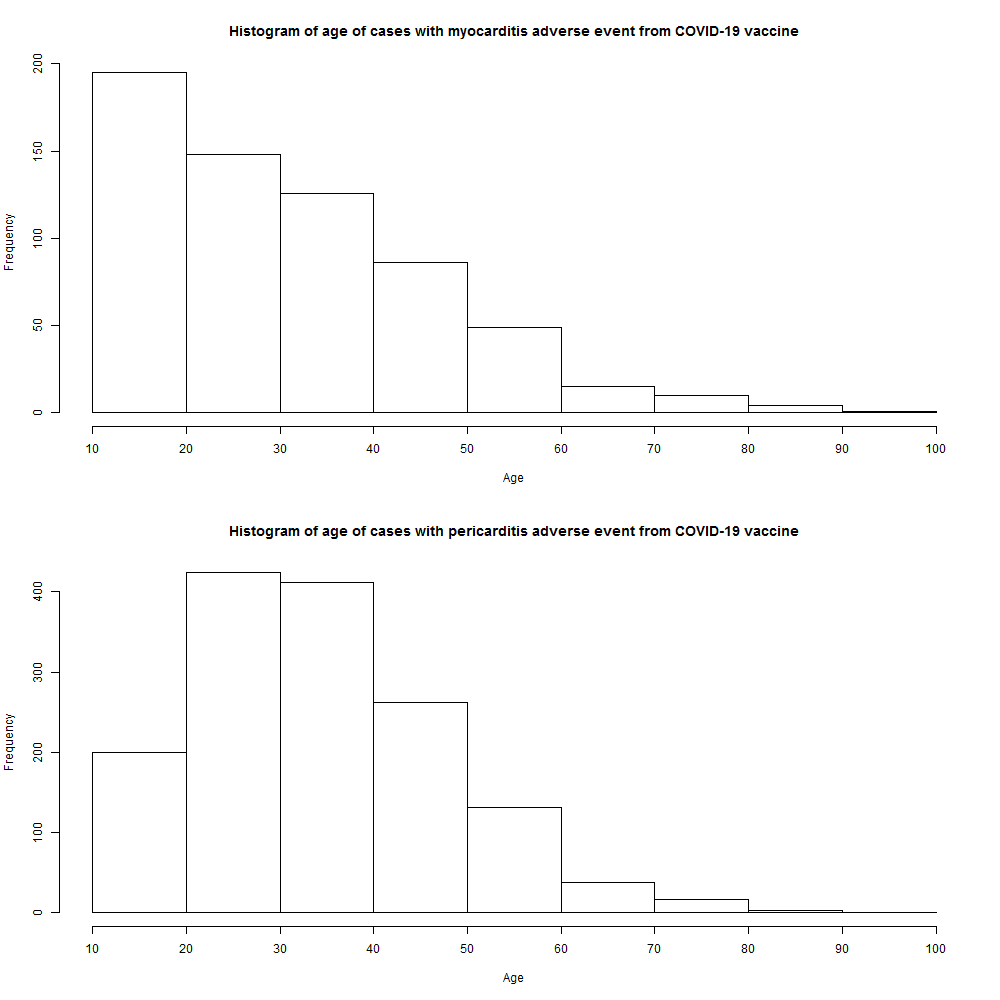 Histogram of age of cases with myocarditis adverse event from COVID-19 vaccine
200
150
100
50
0
Frequency
10 20 30 40 50 60 70 80 90 100
Age
Histogram of age of cases with pericarditis adverse event from COVID-19 vaccine
400
300
200
100
0
Frequency
10 20 30 40 50 60 70 80 90 100
Age